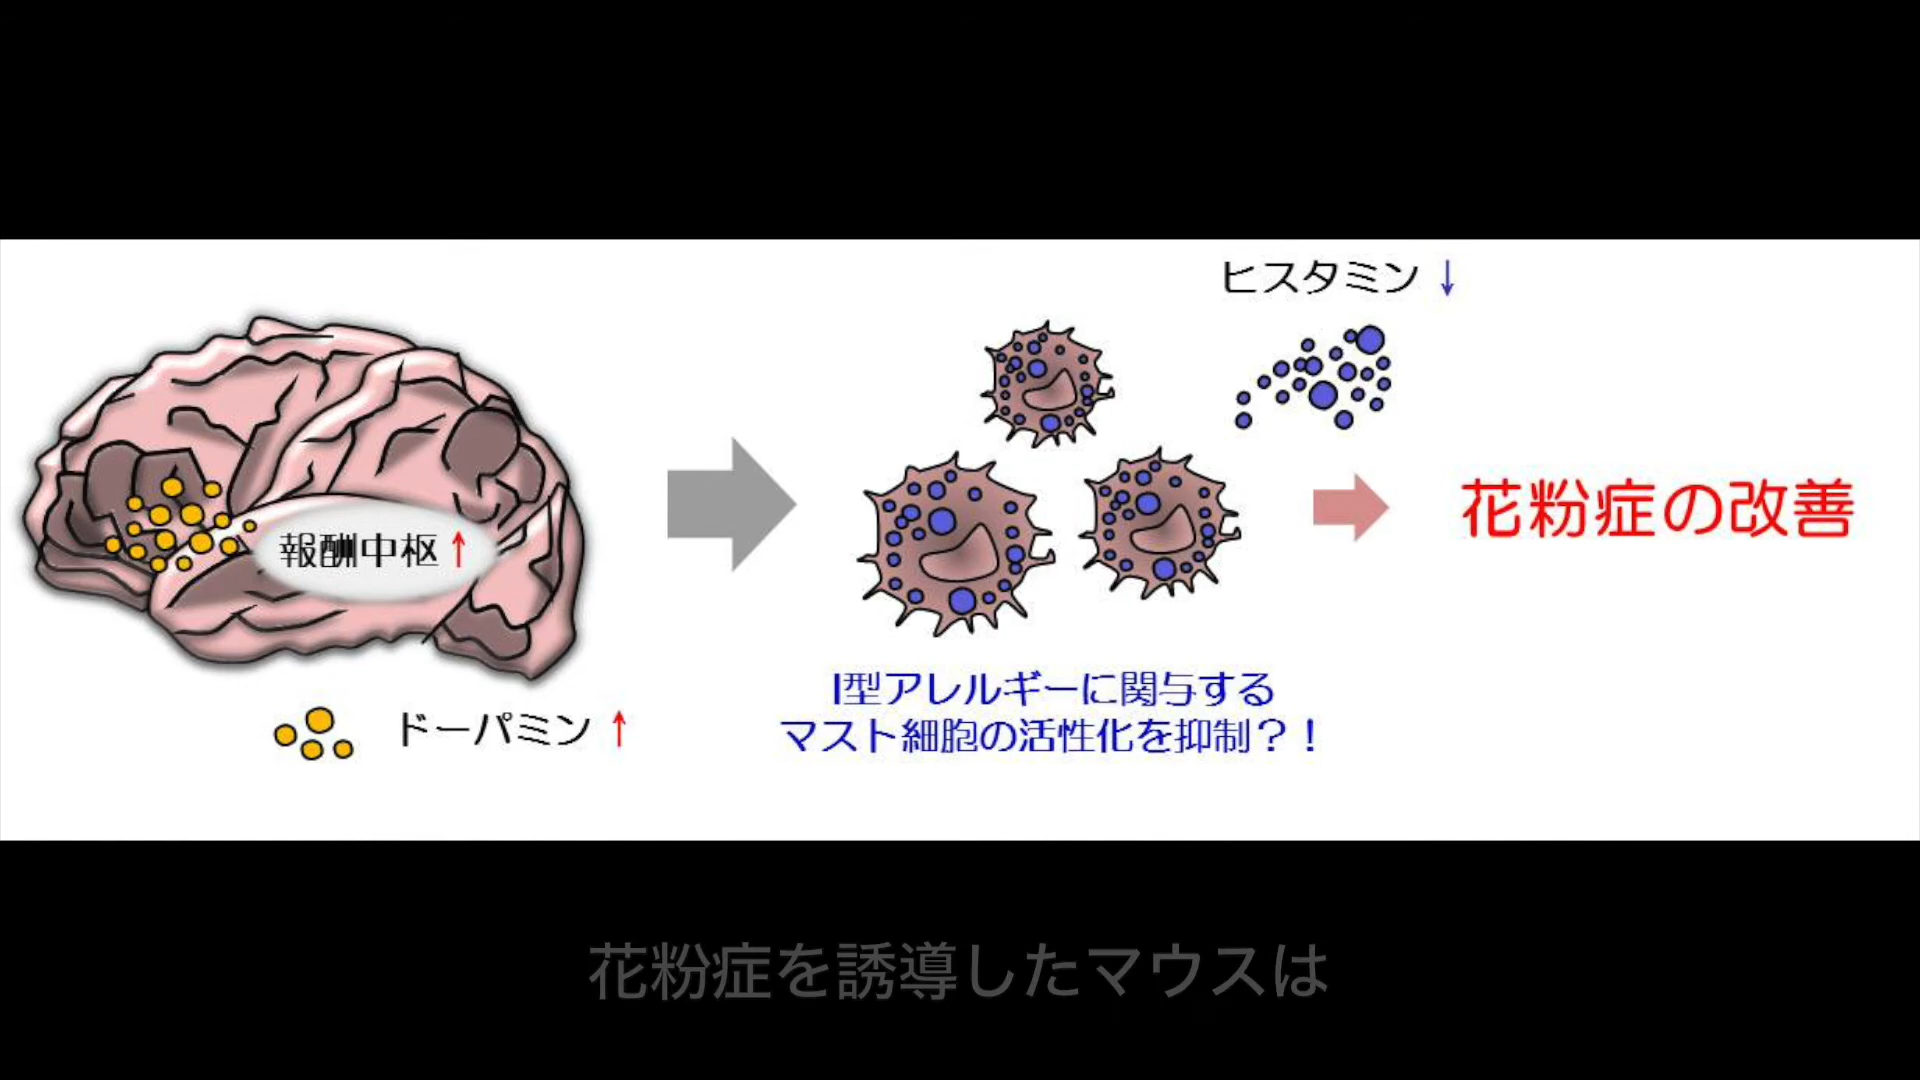 ヒスタミン↓
報酬中枢↑
花粉症の改善
ドーパミン↑
I型アレルギーに関与する
マスト細胞の活性化を抑制？！
花粉症を誘導したマウスは